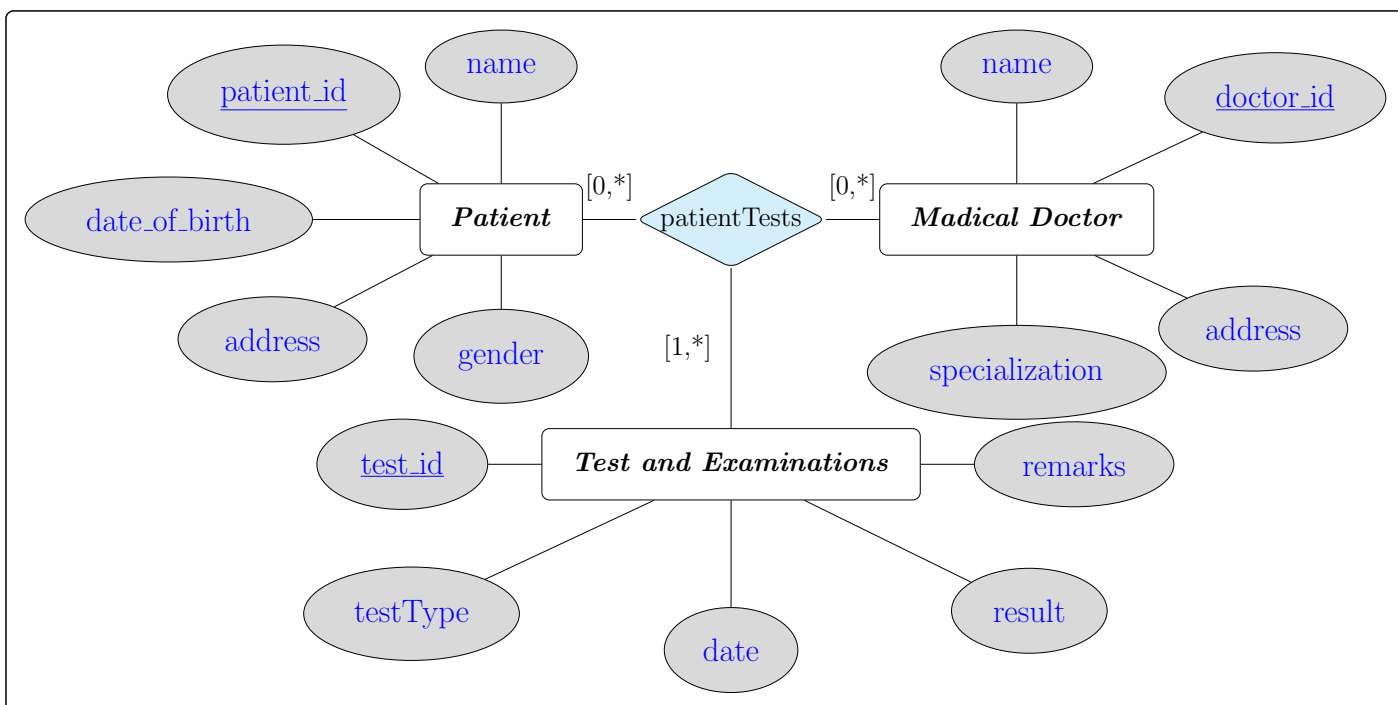 name
name
patient_id
doctor_id
[0,*]
[0,*]
date_of_birth
Patient
patientTests
Madical Doctor
address
gender
[1,*]
specialization
address
test_id
Test and Examinations
remarks
testType
date
result